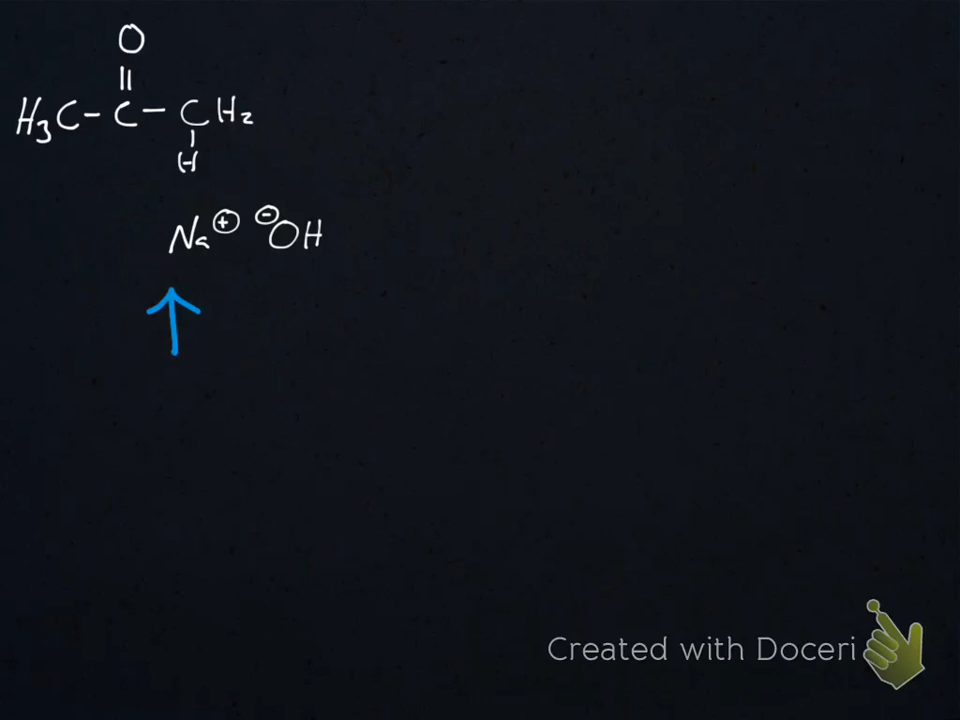 O
||
H₃C – C – CH₂
|
H
Na⊕ ⊖OH
Created with Doceri